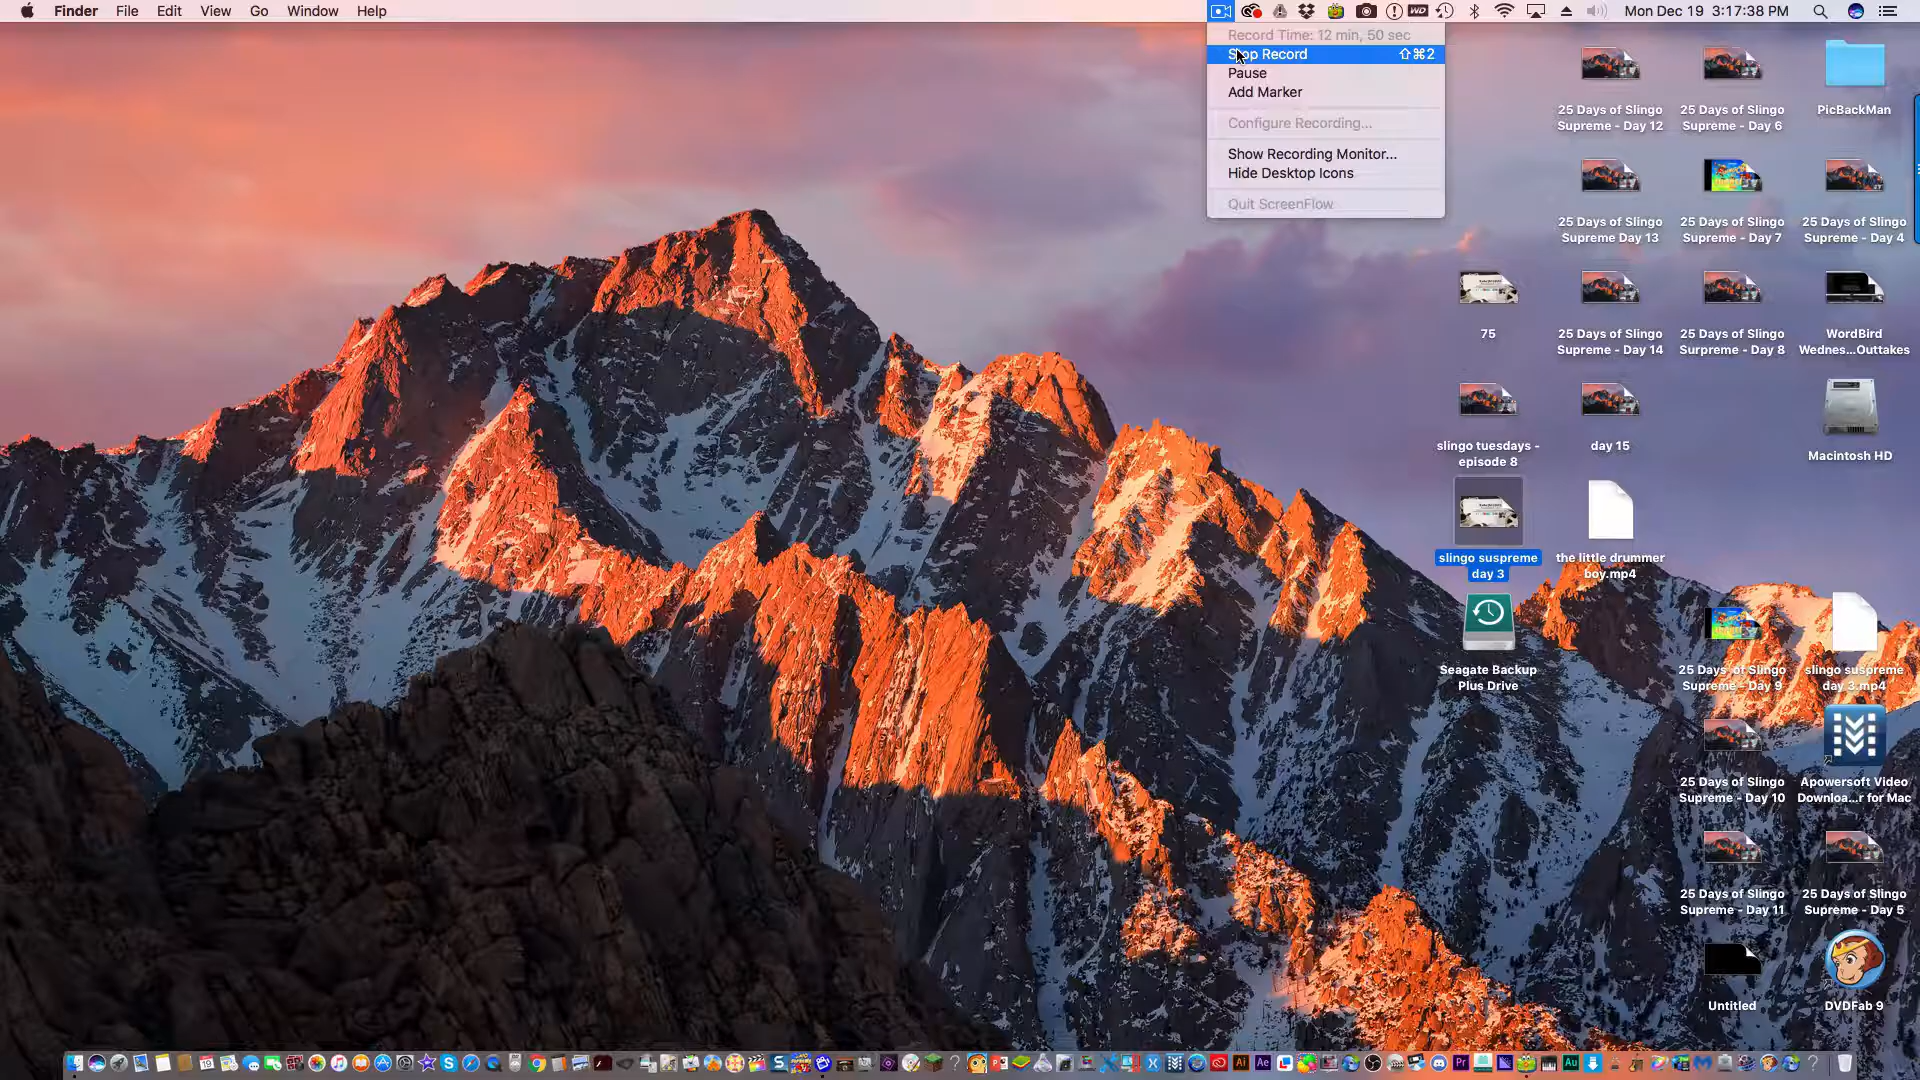 Finder File Edit View Go Window Help
Mon Dec 19 3:17:38 PM
Record Time: 12 min, 50 sec
Stop Record ⇧⌘2
Pause
Add Marker
Configure Recording...
Show Recording Monitor...
Hide Desktop Icons
Quit ScreenFlow
25 Days of Slingo
Supreme - Day 12
25 Days of Slingo
Supreme - Day 6
PicBackMan
25 Days of Slingo
Supreme Day 13
25 Days of Slingo
Supreme - Day 7
25 Days of Slingo
Supreme - Day 4
75
25 Days of Slingo
Supreme - Day 14
25 Days of Slingo
Surpreme - Day 8
WordBird
Wednes...Outtakes
slingo tuesdays -
episode 8
day 15
Macintosh HD
slingo suspreme
day 3
the little drummer
boy.mp4
Seagate Backup
Plus Drive
25 Days of Slingo
Supreme - Day 9
slingo suspreme
day 3.mp4
25 Days of Slingo
Supreme - Day 10
Apowersoft Video
Downloa...r for Mac
25 Days of Slingo
Supreme - Day 11
25 Days of Slingo
Supreme - Day 5
Untitled
DVDFab 9